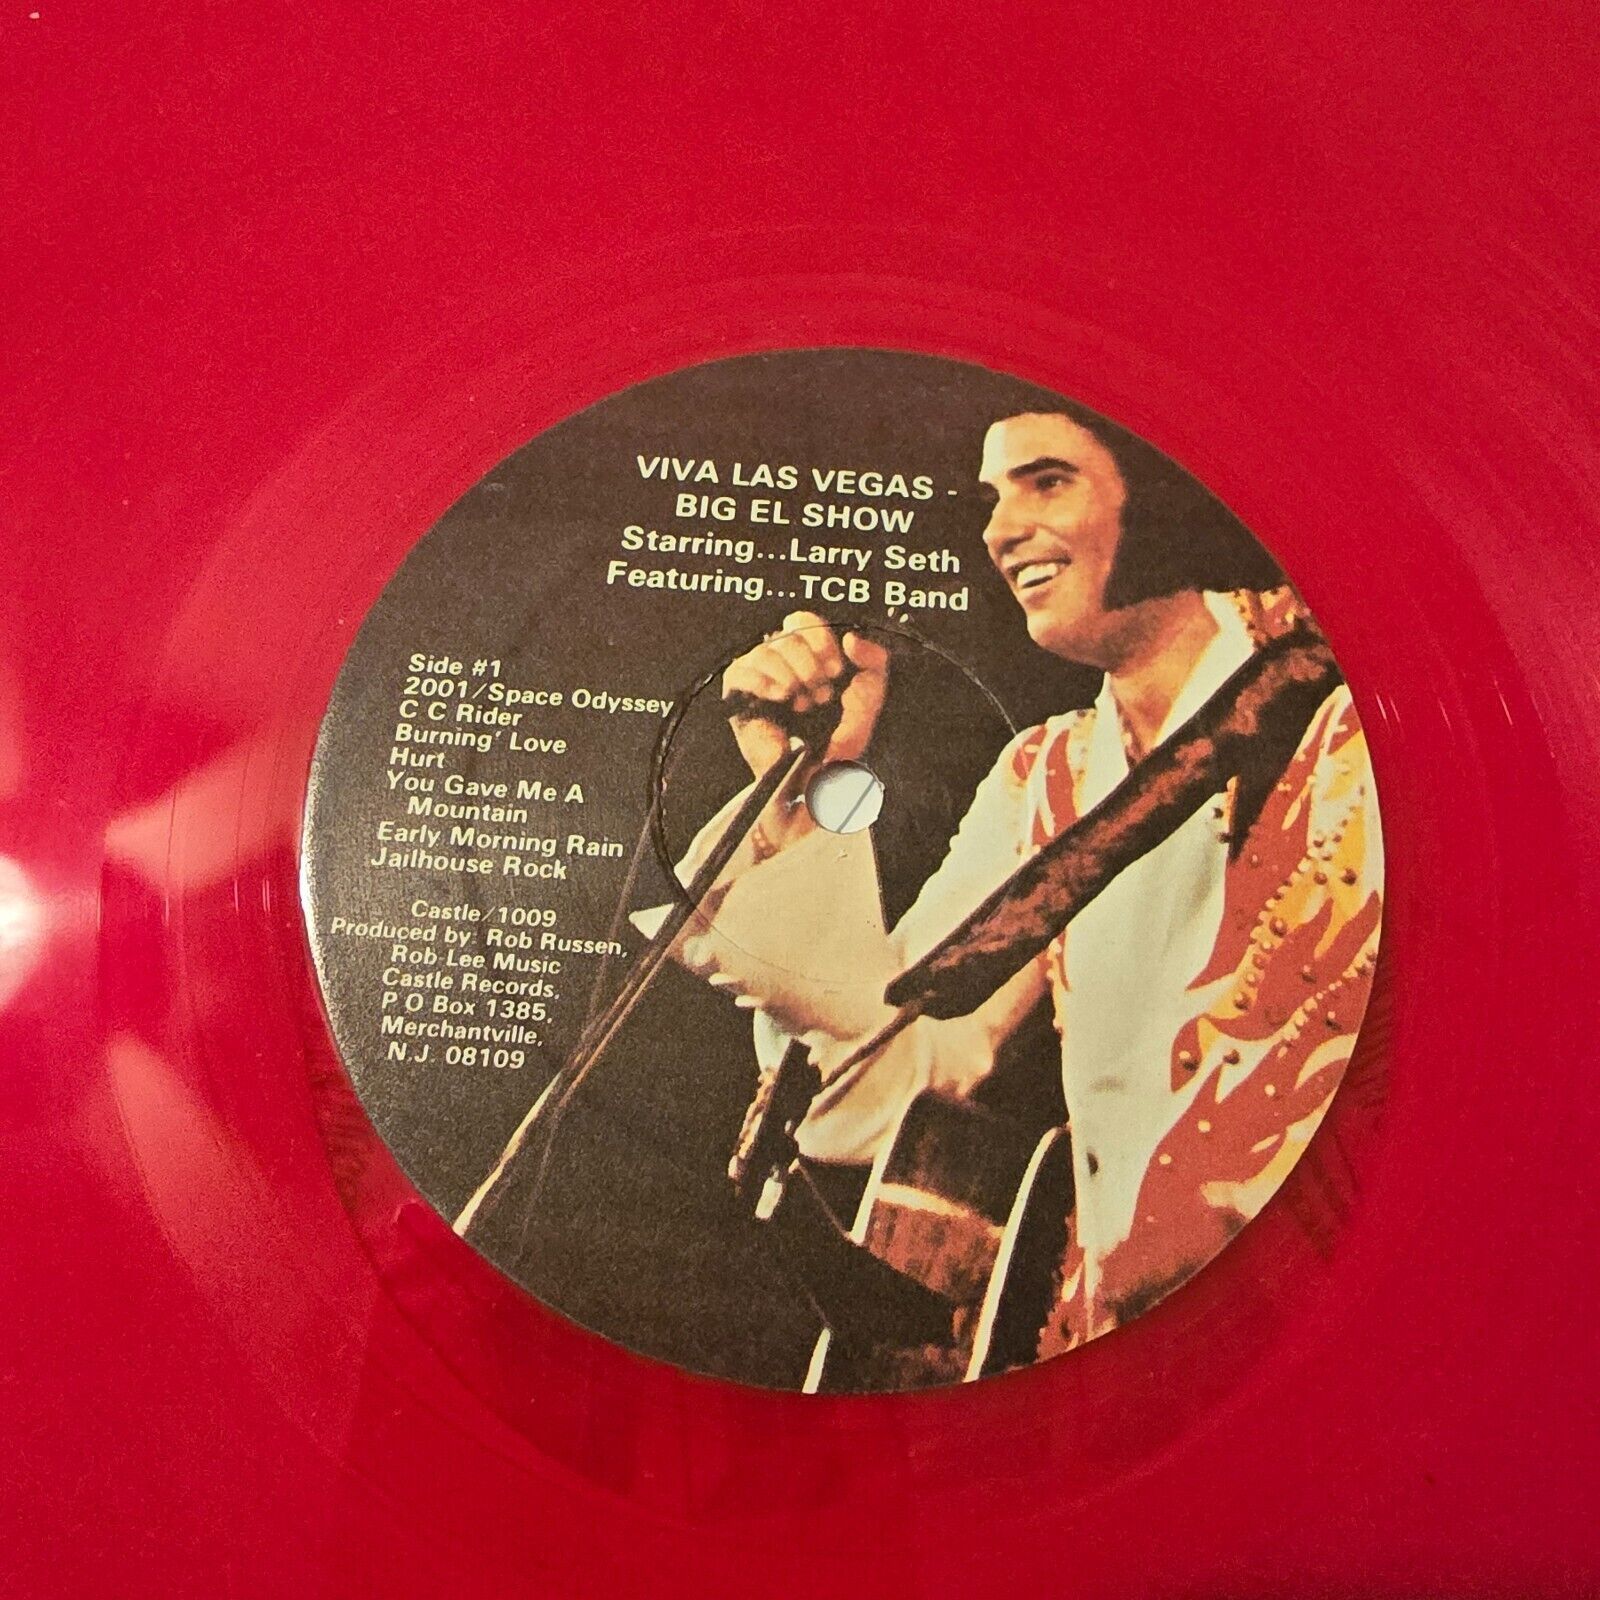 VIVA LAS VEGAS -
BIG EL SHOW
Starring...Larry Seth
Featuring...TCB Band
Side #1
2001/Space Odyssey
C C Rider
Burning' Love
Hurt
You Gave Me A
Mountain
Early Morning Rain
Jailhouse Rock
Castle/1009
Produced by: Rob Russen,
Rob-Lee Music
Castle Records,
P O Box 1385,
Merchantville,
N.J. 08109